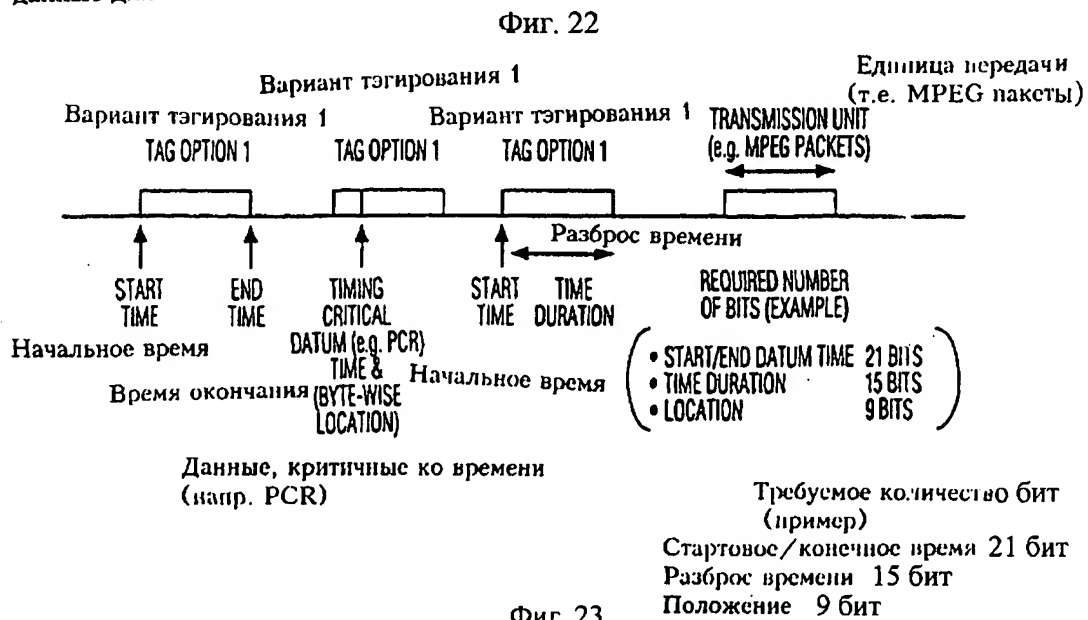 Фиг. 22
Вариант тэгирования 1
Единица передачи
(т.е. MPEG пакеты)
Вариант тэгирования 1
Вариант тэгирования 1
TRANSMISSION UNIT
(e.g. MPEG PACKETS)
TAG OPTION 1
TAG OPTION 1
TAG OPTION 1
Разброс времени
START
TIME
END
TIME
TIMING
CRITICAL
DATUM (e.g. PCR)
TIME &
(BYTE-WISE
LOCATION)
START
TIME
TIME
DURATION
REQUIRED NUMBER
OF BITS (EXAMPLE)
• START/END DATUM TIME 21 BITS
• TIME DURATION 15 BITS
• LOCATION 9 BITS
Начальное время
Время окончания
Начальное время
Данные, критичные ко времени
(напр. PCR)
Требуемое количество бит
(пример)
Стартовое/конечное время 21 бит
Разброс времени 15 бит
Положение 9 бит
Фиг. 23